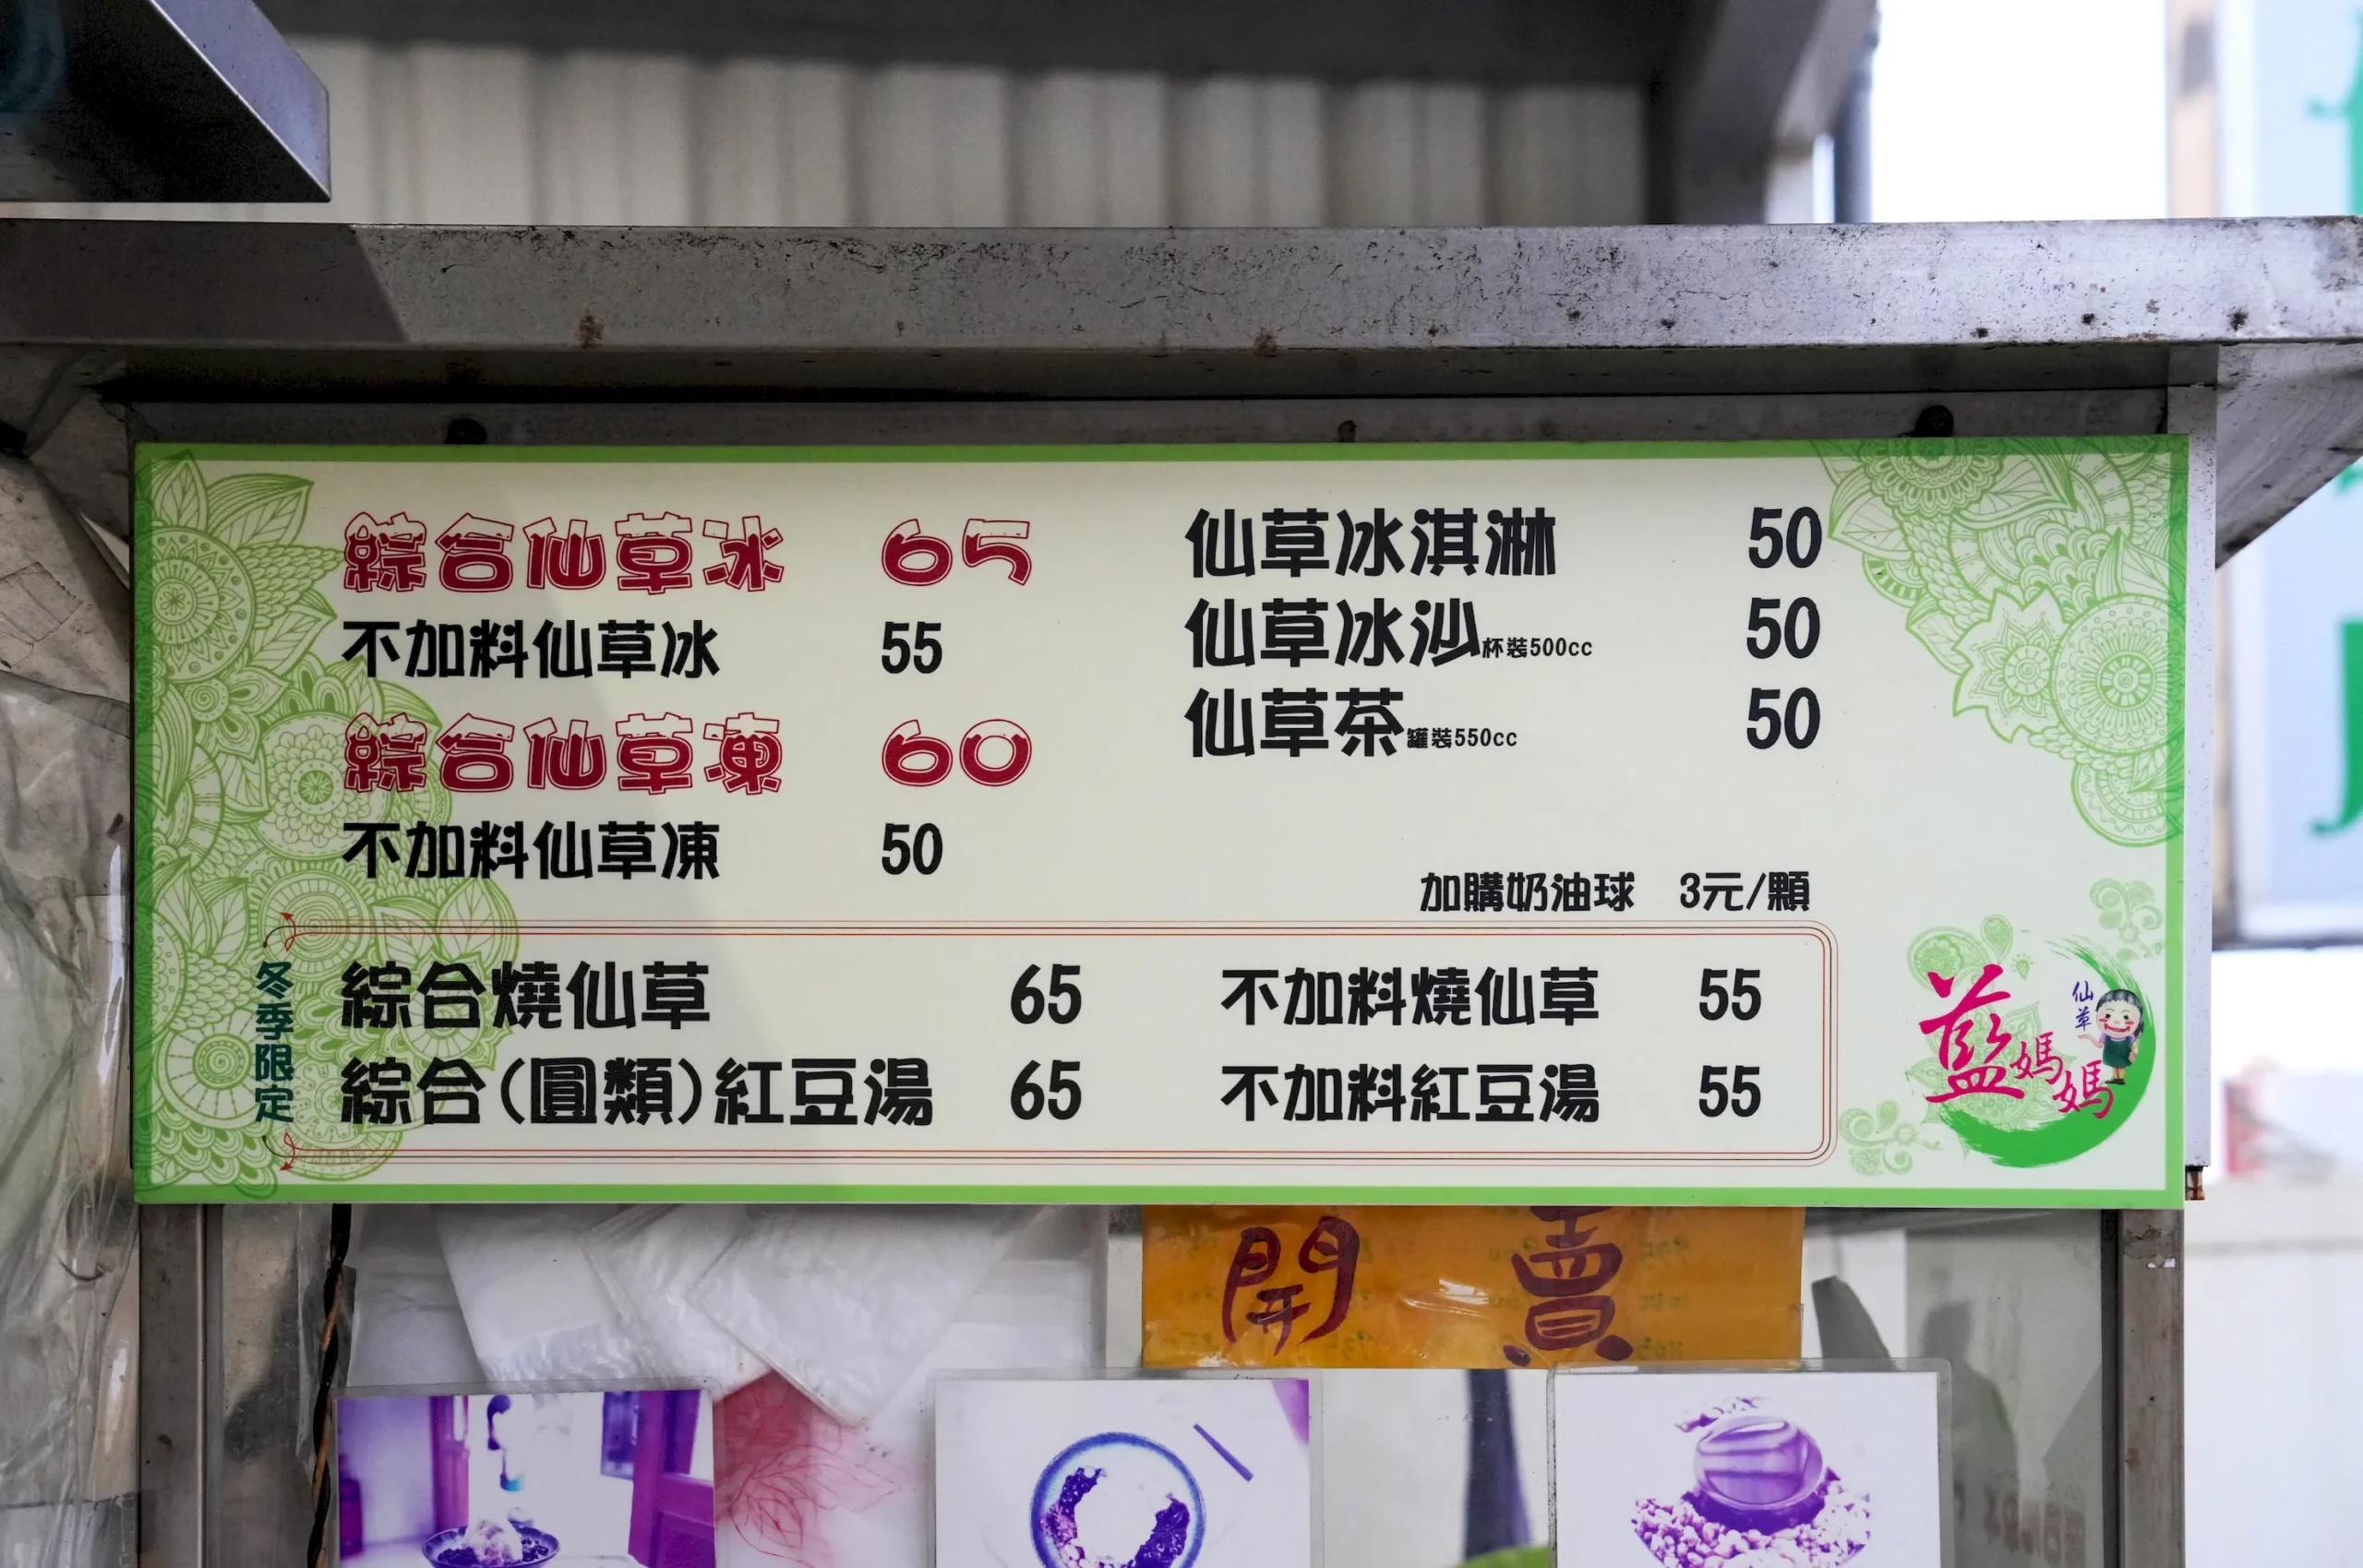 綜合仙草冰 65
不加料仙草冰 55
綜合仙草凍 60
不加料仙草凍 50
仙草冰淇淋 50
仙草冰沙杯裝500cc 50
仙草茶罐裝550cc 50
加購奶油球 3元/顆
冬季限定
綜合燒仙草 65
不加料燒仙草 55
綜合(圓類)紅豆湯 65
不加料紅豆湯 55
仙草
藍媽媽
開賣